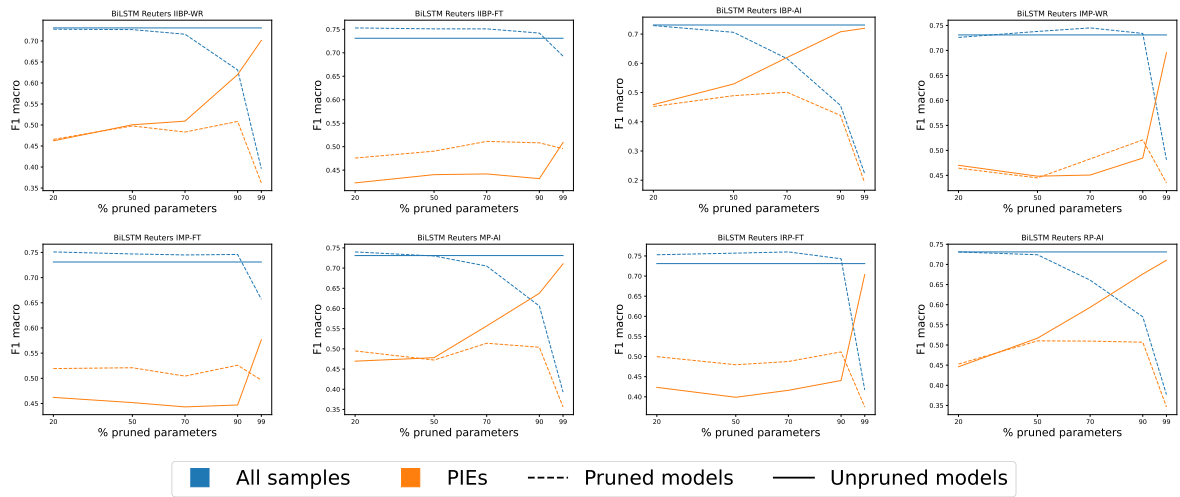 BiLSTM Reuters IIBP-WR
0.70
0.65
0.60
0.55
0.50
0.45
0.40
0.35
F1 macro
20 50 70 90 99
% pruned parameters
BiLSTM Reuters IIBP-FT
0.75
0.70
0.65
0.60
0.55
0.50
0.45
F1 macro
20 50 70 90 99
% pruned parameters
BiLSTM Reuters IBP-AI
0.7
0.6
0.5
0.4
0.3
0.2
F1 macro
20 50 70 90 99
% pruned parameters
BiLSTM Reuters IMP-WR
0.75
0.70
0.65
0.60
0.55
0.50
0.45
F1 macro
20 50 70 90 99
% pruned parameters
BiLSTM Reuters IMP-FT
0.75
0.70
0.65
0.60
0.55
0.50
0.45
F1 macro
20 50 70 90 99
% pruned parameters
BiLSTM Reuters MP-AI
0.75
0.70
0.65
0.60
0.55
0.50
0.45
0.40
0.35
F1 macro
20 50 70 90 99
% pruned parameters
BiLSTM Reuters IRP-FT
0.75
0.70
0.65
0.60
0.55
0.50
0.45
0.40
F1 macro
20 50 70 90 99
% pruned parameters
BiLSTM Reuters RP-AI
0.75
0.70
0.65
0.60
0.55
0.50
0.45
0.40
0.35
F1 macro
20 50 70 90 99
% pruned parameters
All samples PIEs Pruned models Unpruned models